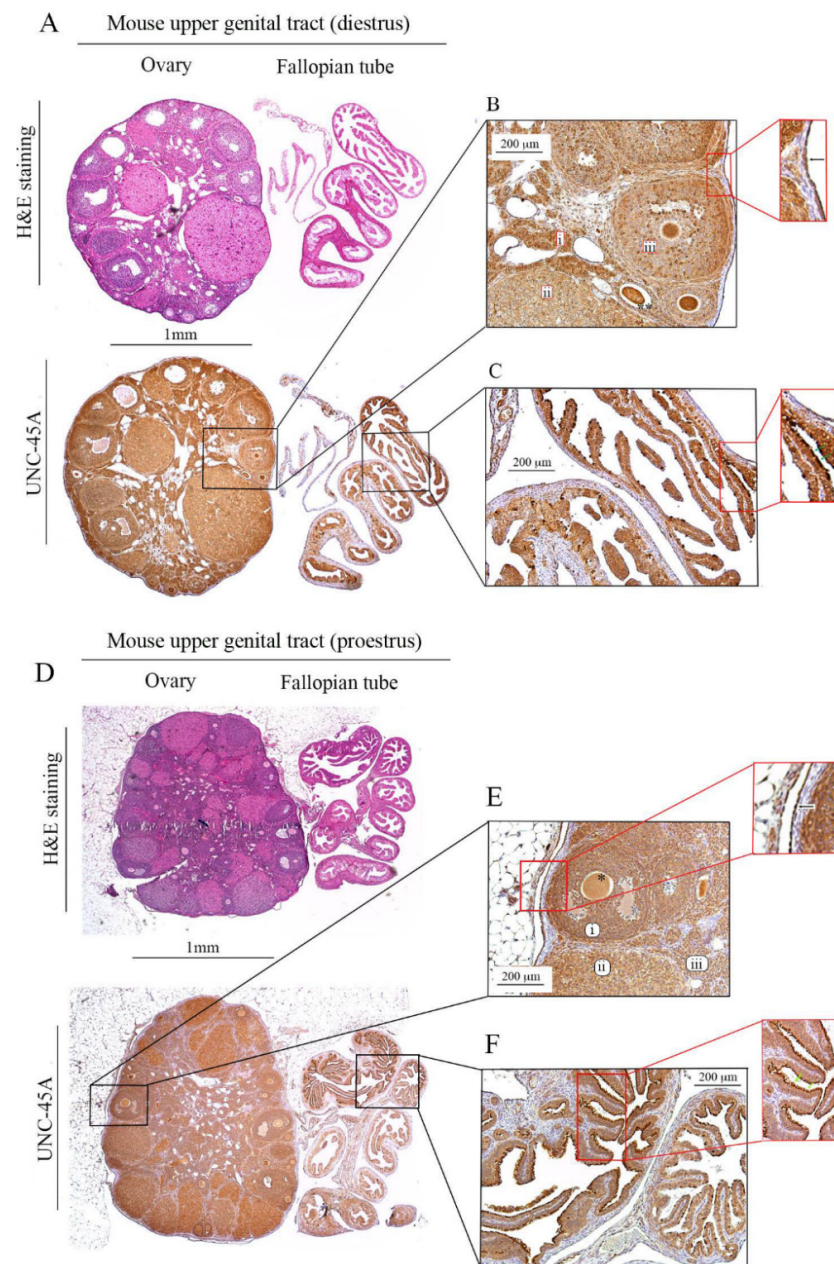 A
Mouse upper genital tract (diestrus)
Ovary
Fallopian tube
H&E staining
1mm
UNC-45A
B
200 µm
i
ii
iii
**
C
200 µm
Mouse upper genital tract (proestrus)
D
Ovary
Fallopian tube
H&E staining
1mm
UNC-45A
E
*
i
ii
iii
200 µm
F
200 µm